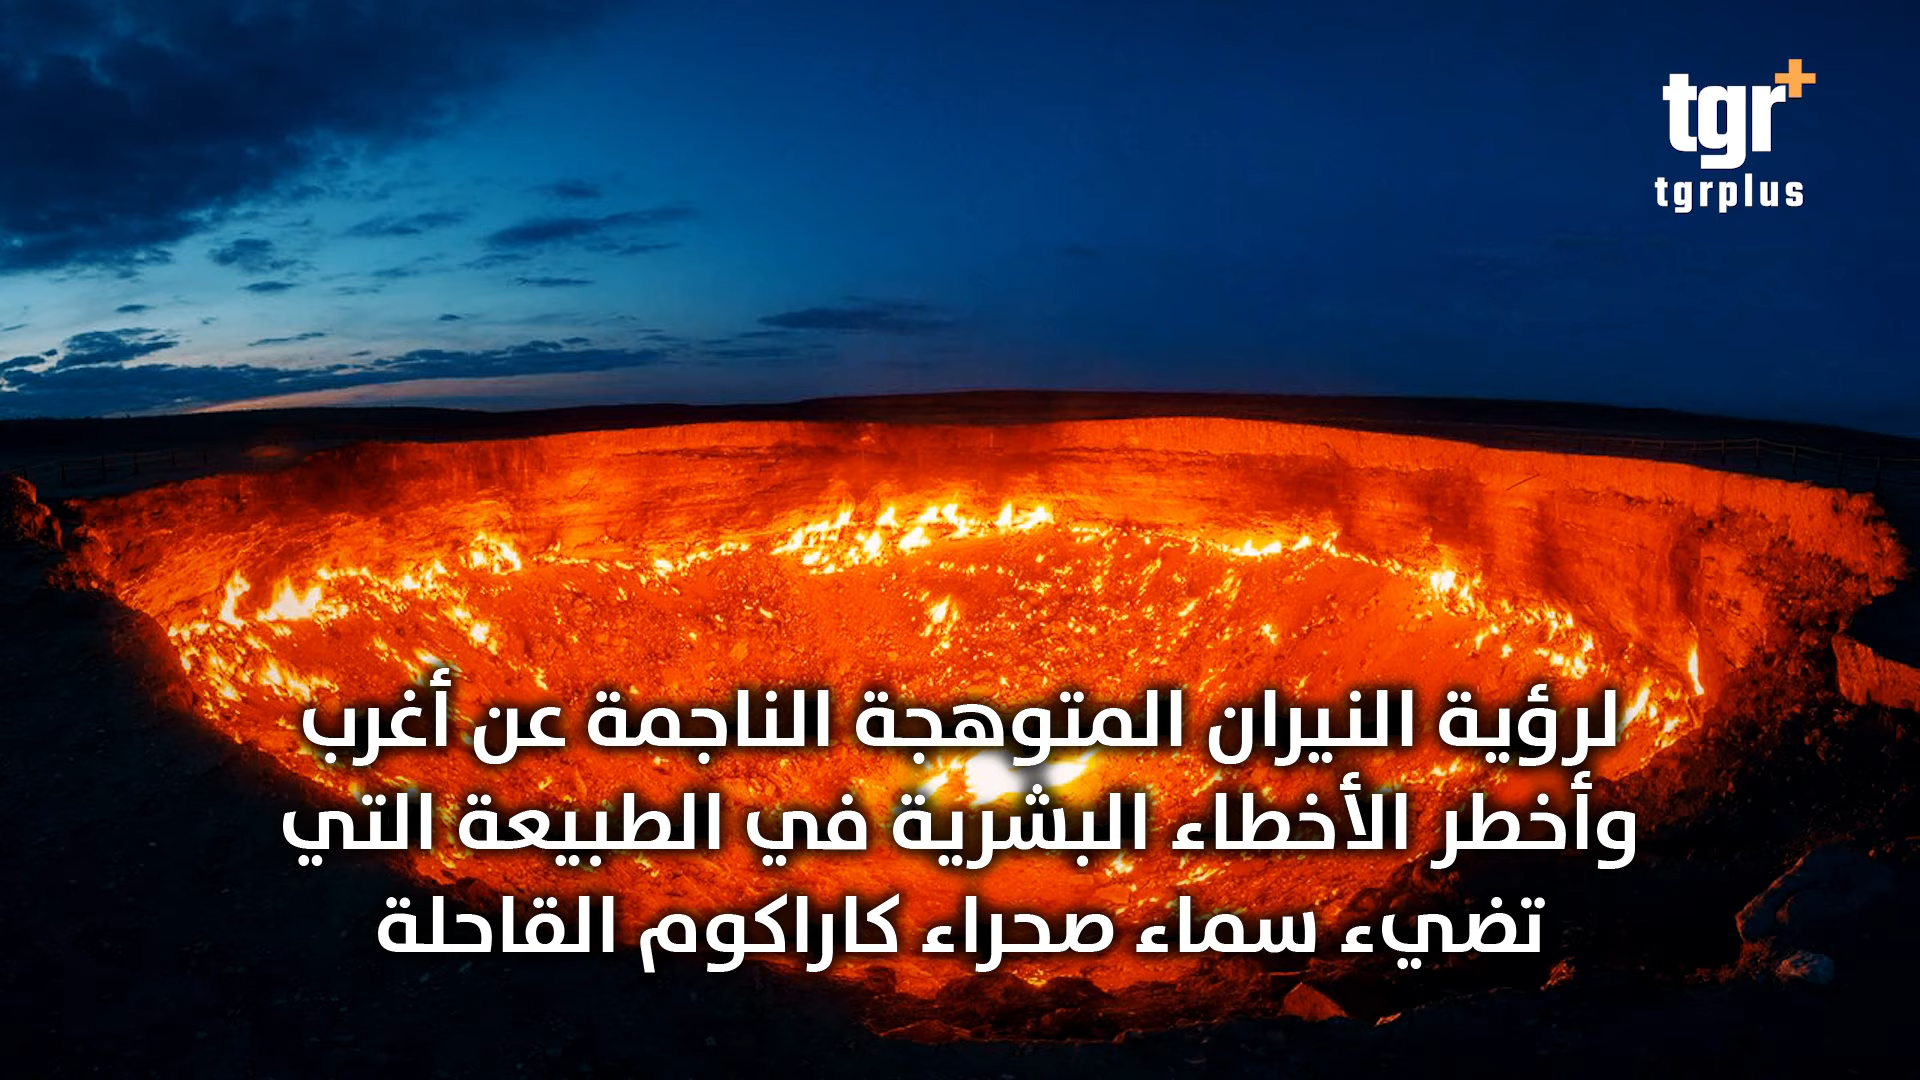 tgr+
tgrplus
لرؤية النيران المتوهجة الناجمة عن أغرب
وأخطر الأخطاء البشرية في الطبيعة التي
تضيء سماء صحراء كاراكوم القاحلة